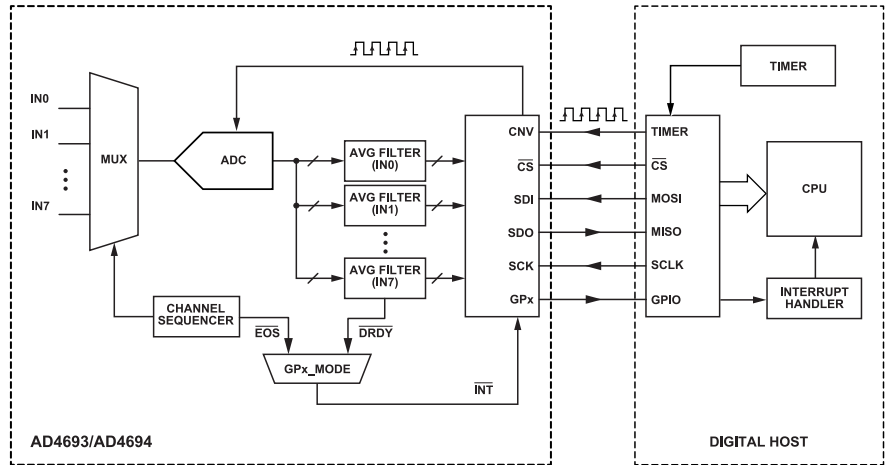 IN0
IN1
IN7
MUX
ADC
AVG FILTER
(IN0)
AVG FILTER
(IN1)
AVG FILTER
(IN7)
CHANNEL
SEQUENCER
EOS
DRDY
GPx_MODE
INT
CNV
CS
SDI
SDO
SCK
GPx
TIMER
CS
MOSI
MISO
SCLK
GPIO
TIMER
CPU
INTERRUPT
HANDLER
AD4693/AD4694
DIGITAL HOST